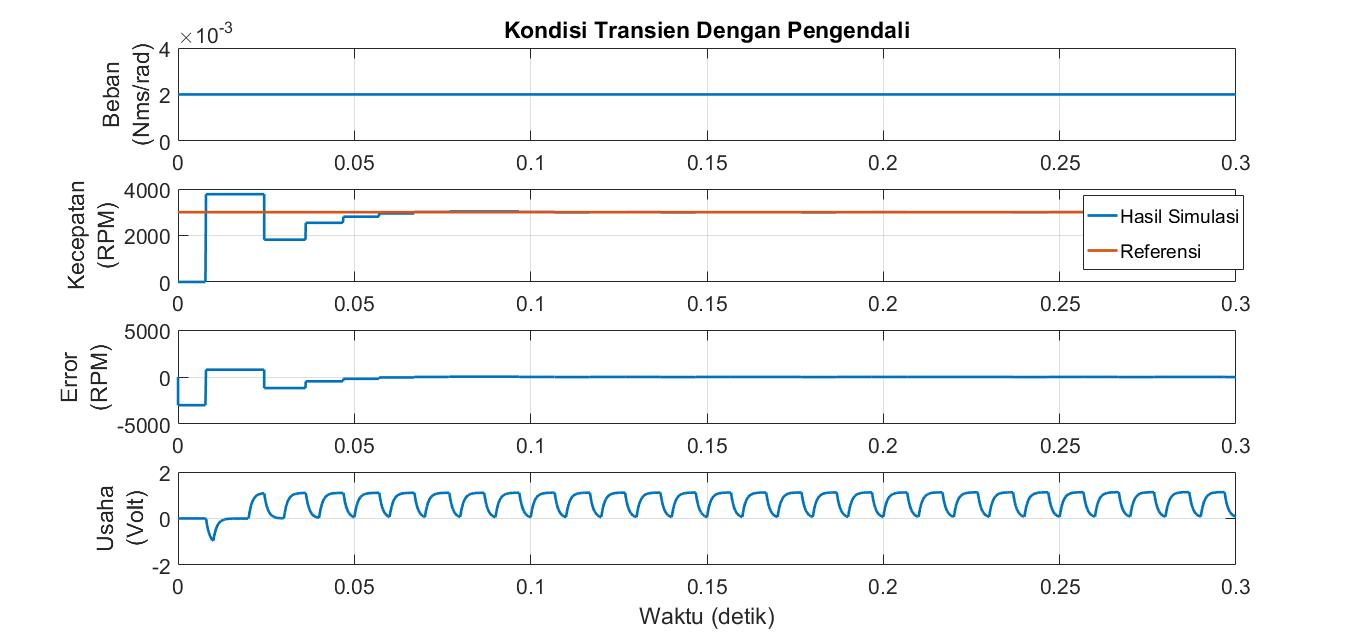 Kondisi Transien Dengan Pengendali
×10⁻³
4
2
0
Beban
(Nms/rad)
0 0.05 0.1 0.15 0.2 0.25 0.3
4000
2000
0
Kecepatan
(RPM)
Hasil Simulasi
Referensi
0 0.05 0.1 0.15 0.2 0.25 0.3
5000
0
-5000
Error
(RPM)
0 0.05 0.1 0.15 0.2 0.25 0.3
2
0
-2
Usaha
(Volt)
0 0.05 0.1 0.15 0.2 0.25 0.3
Waktu (detik)